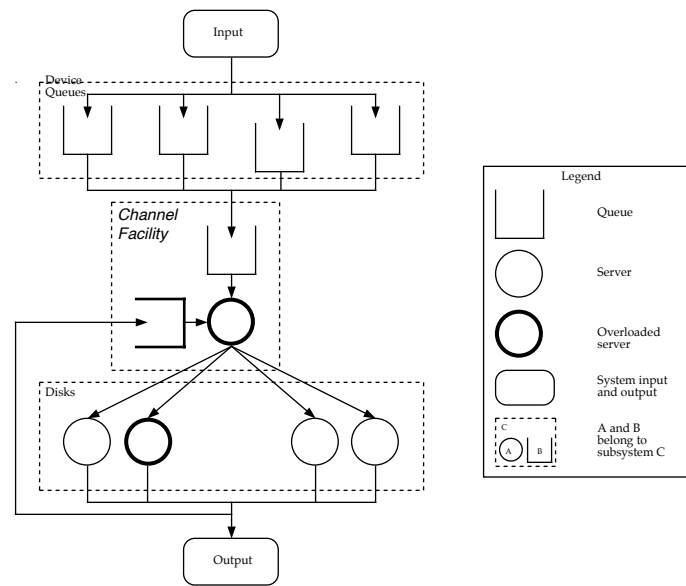 Input
Device
Queues
Channel
Facility
Disks
Output
Legend
Queue
Server
Overloaded
server
System input
and output
C
A
B
A and B
belong to
subsystem C